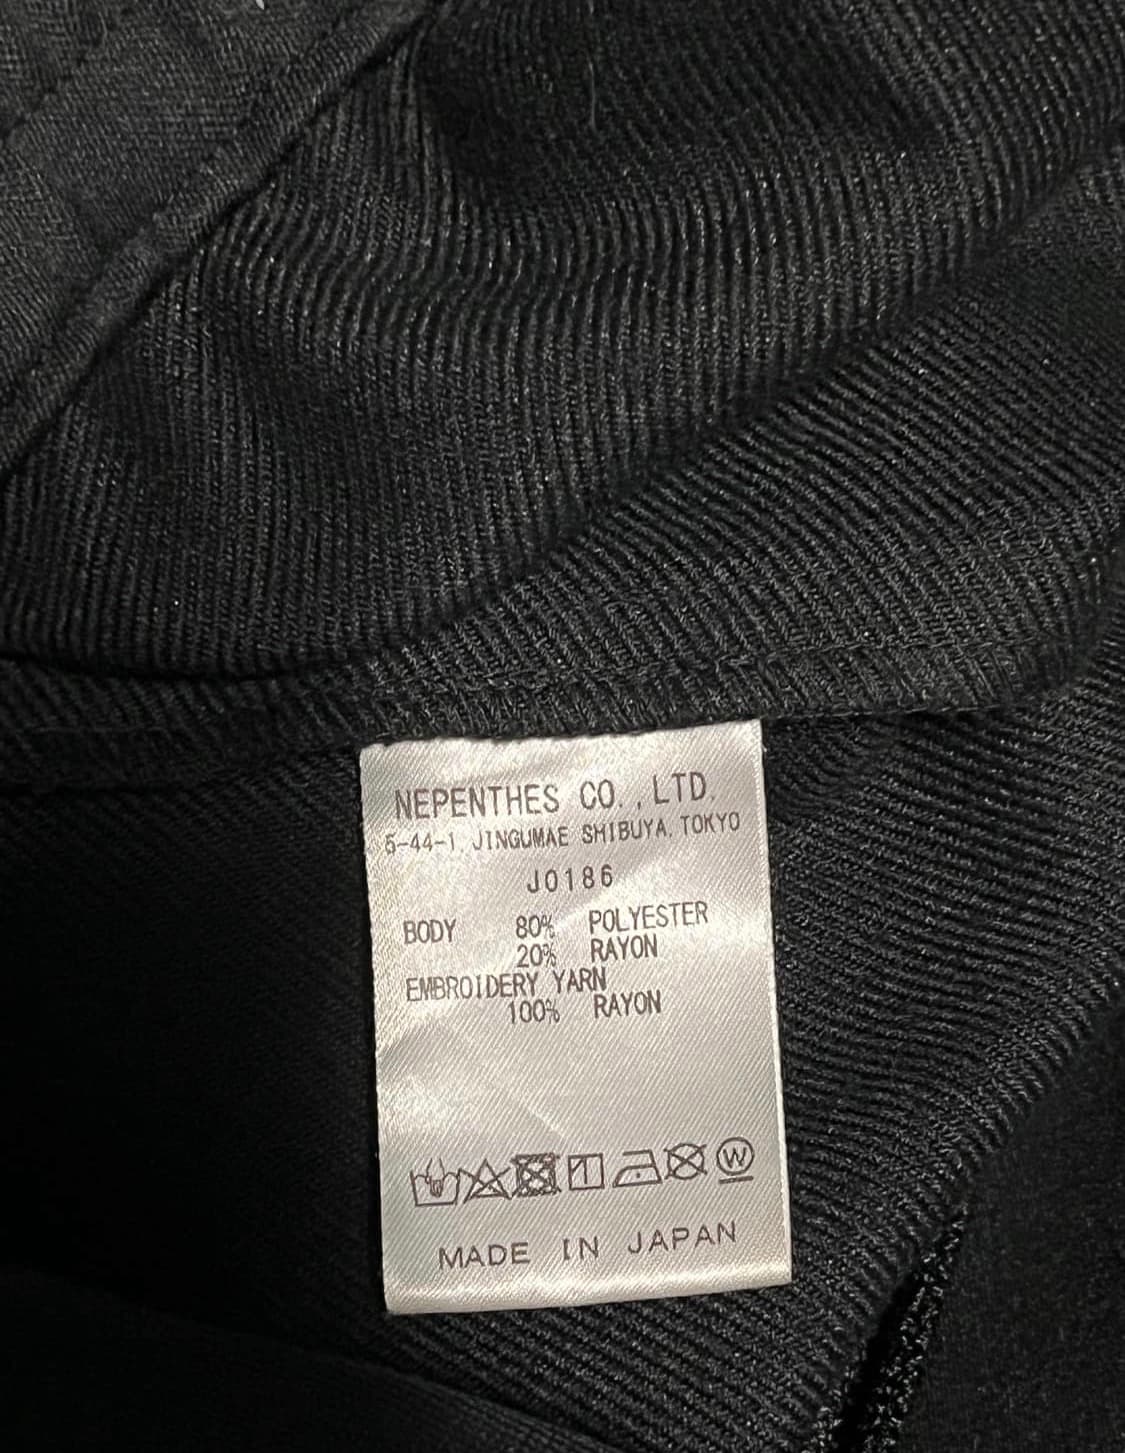 NEPENTHES CO.,LTD.
5-44-1, JINGUMAE SHIBUYA, TOKYO
J0186
BODY 80% POLYESTER
20% RAYON
EMBROIDERY YARN
100% RAYON
W
MADE IN JAPAN